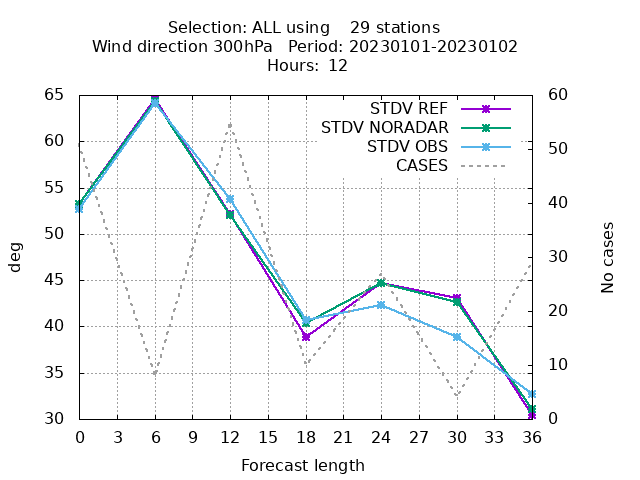 Selection: ALL using    29 stations
Wind direction 300hPa   Period: 20230101-20230102
Hours: 12
STDV REF
STDV NORADAR
STDV OBS
CASES
65
60
55
50
45
40
35
30
deg
60
50
40
30
20
10
0
No cases
0 3 6 9 12 15 18 21 24 27 30 33 36
Forecast length